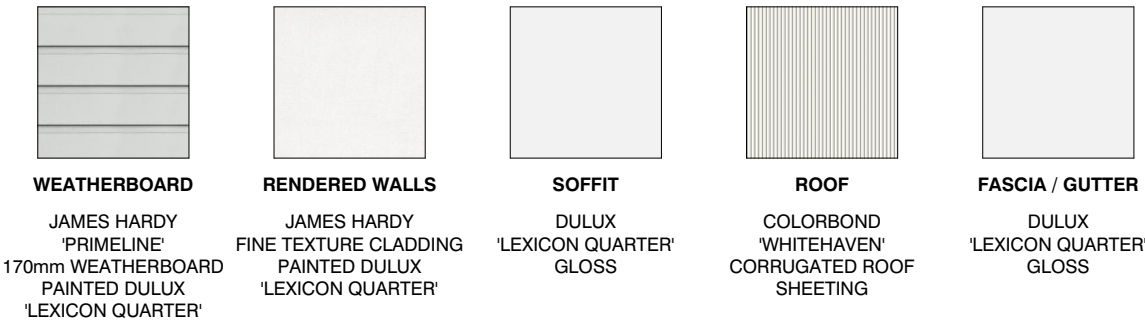 WEATHERBOARD
JAMES HARDY
'PRIMELINE'
170mm WEATHERBOARD
PAINTED DULUX
'LEXICON QUARTER'
RENDERED WALLS
JAMES HARDY
FINE TEXTURE CLADDING
PAINTED DULUX
'LEXICON QUARTER'
SOFFIT
DULUX
'LEXICON QUARTER'
GLOSS
ROOF
COLORBOND
'WHITEHAVEN'
CORRUGATED ROOF
SHEETING
FASCIA / GUTTER
DULUX
'LEXICON QUARTER'
GLOSS